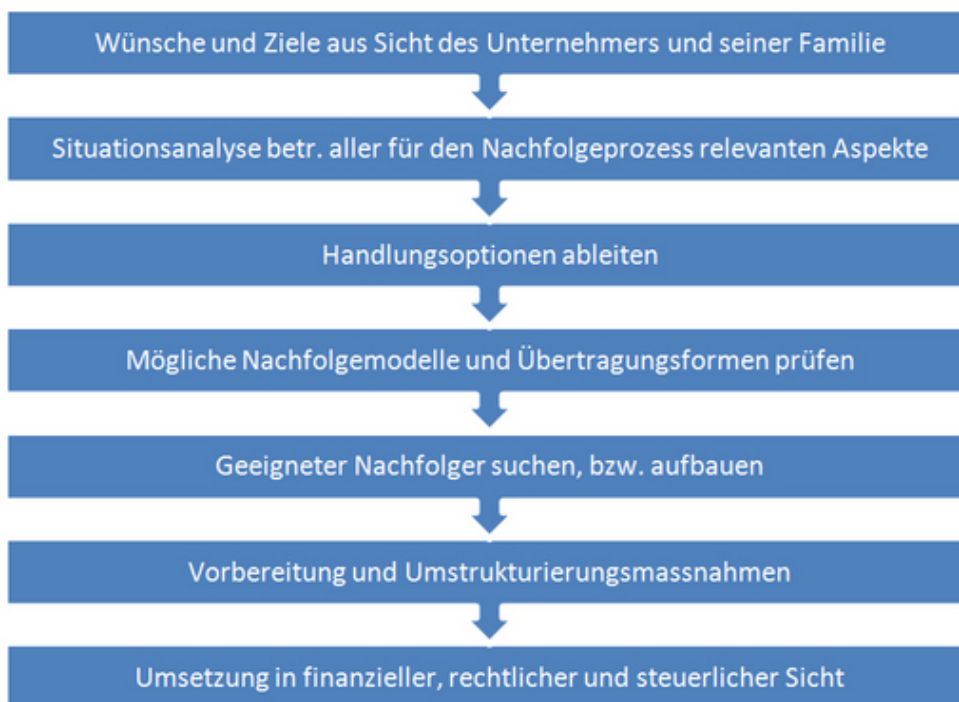 Wünsche und Ziele aus Sicht des Unternehmers und seiner Familie
Situationsanalyse betr. aller für den Nachfolgeprozess relevanten Aspekte
Handlungsoptionen ableiten
Mögliche Nachfolgemodelle und Übertragungsformen prüfen
Geeigneter Nachfolger suchen, bzw. aufbauen
Vorbereitung und Umstrukturierungsmassnahmen
Umsetzung in finanzieller, rechtlicher und steuerlicher Sicht